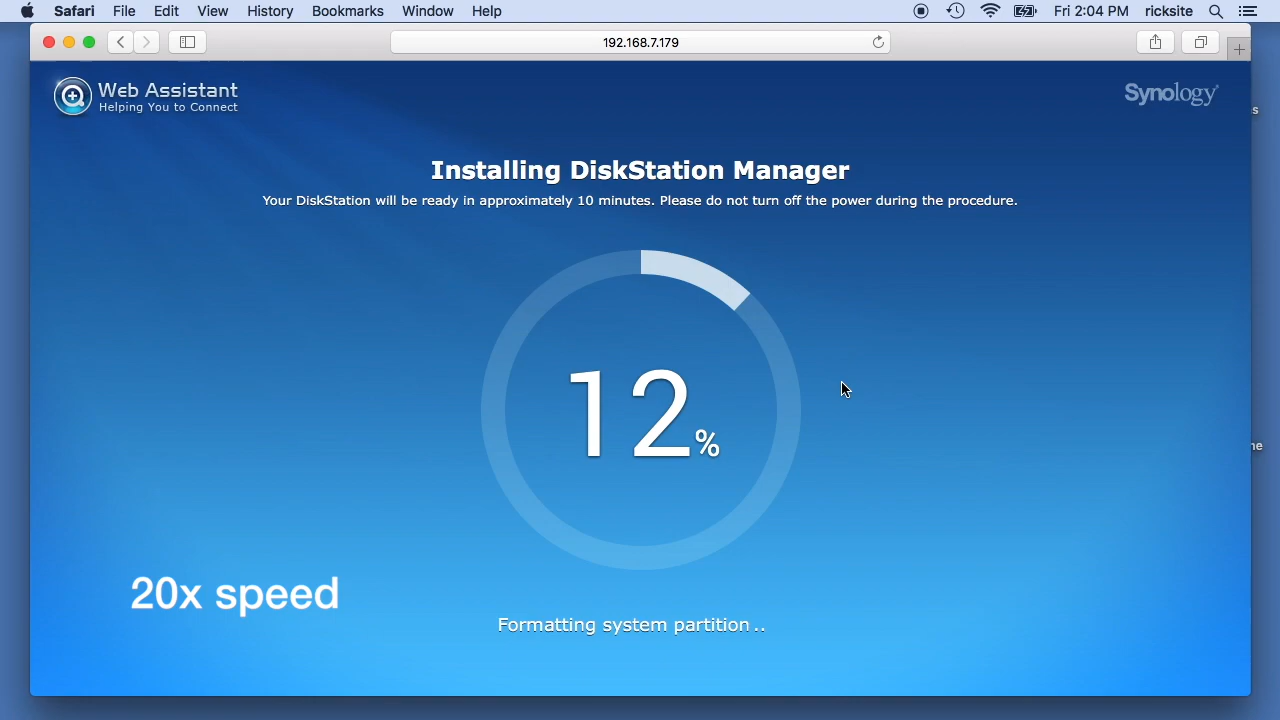 Safari File Edit View History Bookmarks Window Help Fri 2:04 PM ricksite
192.168.7.179
Web Assistant
Helping You to Connect
Synology
Installing DiskStation Manager
Your DiskStation will be ready in approximately 10 minutes. Please do not turn off the power during the procedure.
12%
20x speed
Formatting system partition..